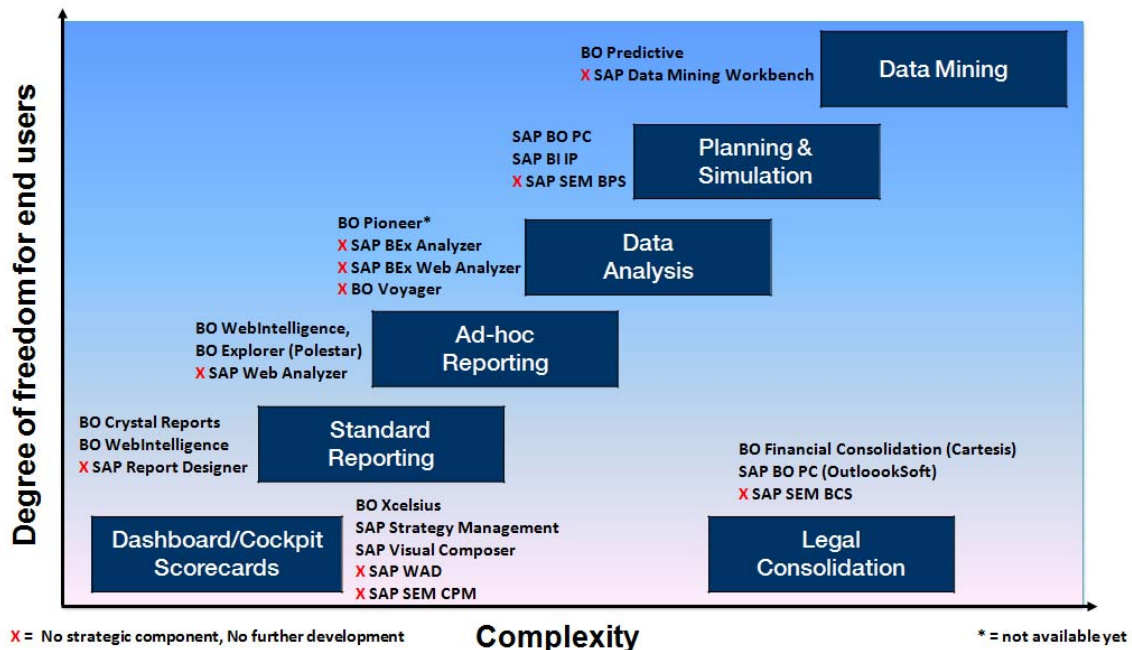 Degree of freedom for end users
BO Predictive
X SAP Data Mining Workbench
Data Mining
SAP BO PC
SAP BI IP
X SAP SEM BPS
Planning &
Simulation
BO Pioneer*
X SAP BEx Analyzer
X SAP BEx Web Analyzer
X BO Voyager
Data
Analysis
BO WebIntelligence,
BO Explorer (Polestar)
X SAP Web Analyzer
Ad-hoc
Reporting
BO Crystal Reports
BO WebIntelligence
X SAP Report Designer
Standard
Reporting
BO Financial Consolidation (Cartesis)
SAP BO PC (OutloookSoft)
X SAP SEM BCS
Dashboard/Cockpit
Scorecards
BO Xcelsius
SAP Strategy Management
SAP Visual Composer
X SAP WAD
X SAP SEM CPM
Legal
Consolidation
X = No strategic component, No further development
Complexity
* = not available yet